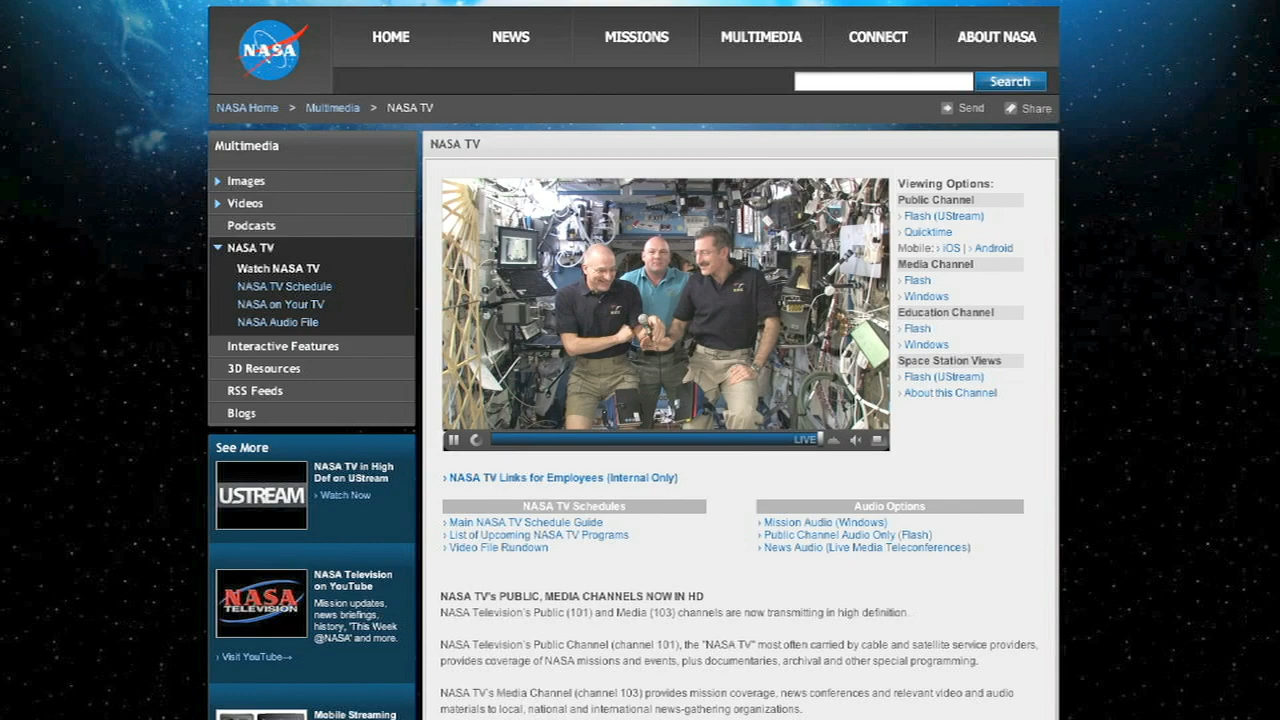 NASA
HOME
NEWS
MISSIONS
MULTIMEDIA
CONNECT
ABOUT NASA
Search
NASA Home > Multimedia > NASA TV
Send
Share
Multimedia
Images
Videos
Podcasts
NASA TV
Watch NASA TV
NASA TV Schedule
NASA on Your TV
NASA Audio File
Interactive Features
3D Resources
RSS Feeds
Blogs
See More
USTREAM
NASA TV in High
Def on UStream
› Watch Now
NASA
TELEVISION
NASA Television
on YouTube
Mission updates,
news briefings,
history, 'This Week
@NASA' and more.
› Visit YouTube→
Mobile Streaming
NASA TV
LIVE
Viewing Options:
Public Channel
› Flash (UStream)
› Quicktime
Mobile: › iOS | › Android
Media Channel
› Flash
› Windows
Education Channel
› Flash
› Windows
Space Station Views
› Flash (UStream)
› About this Channel
› NASA TV Links for Employees (Internal Only)
NASA TV Schedules
› Main NASA TV Schedule Guide
› List of Upcoming NASA TV Programs
› Video File Rundown
Audio Options
› Mission Audio (Windows)
› Public Channel Audio Only (Flash)
› News Audio (Live Media Teleconferences)
NASA TV's PUBLIC, MEDIA CHANNELS NOW IN HD
NASA Television's Public (101) and Media (103) channels are now transmitting in high definition.
NASA Television's Public Channel (channel 101), the "NASA TV" most often carried by cable and satellite service providers,
provides coverage of NASA missions and events, plus documentaries, archival and other special programming.
NASA TV's Media Channel (channel 103) provides mission coverage, news conferences and relevant video and audio
materials to local, national and international news-gathering organizations.